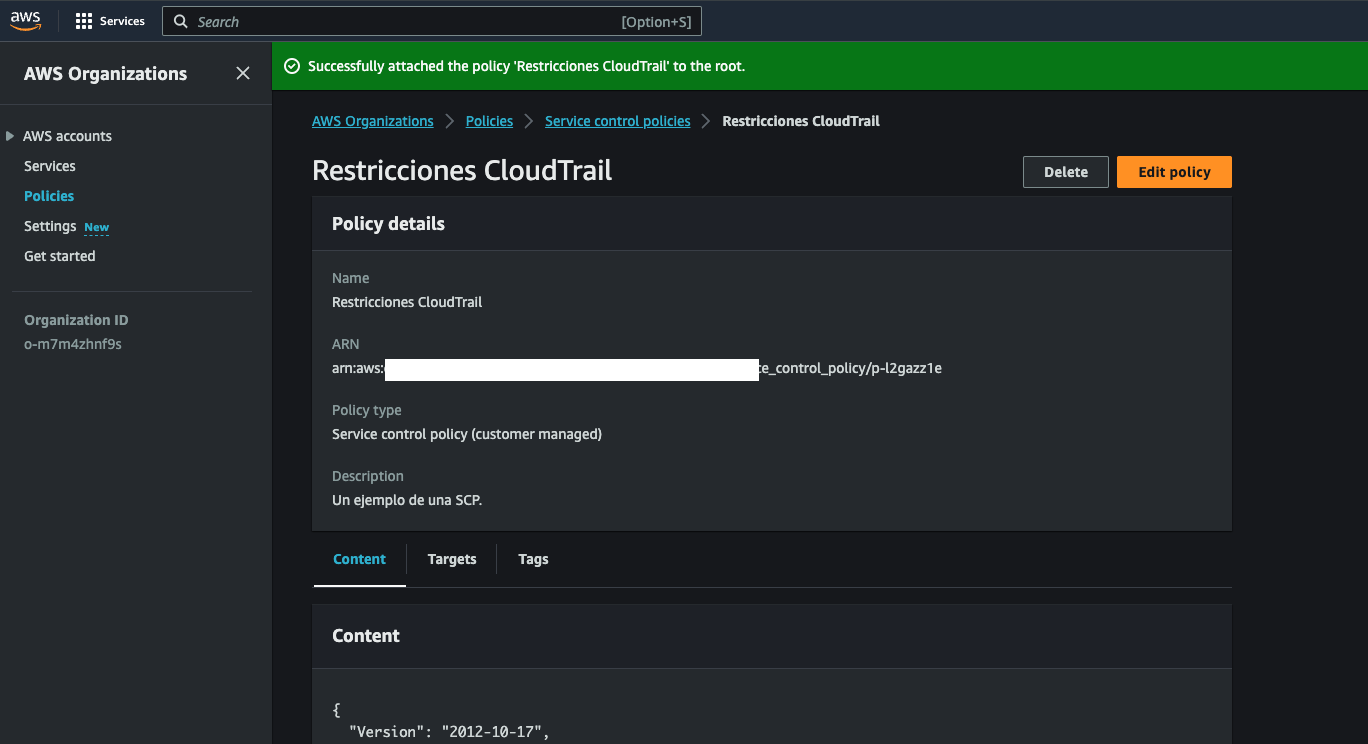 aws
Services
Search
[Option+S]
AWS Organizations
AWS accounts
Services
Policies
Settings New
Get started
Organization ID
o-m7m4zhnf9s
Successfully attached the policy 'Restricciones CloudTrail' to the root.
AWS Organizations
Policies
Service control policies
Restricciones CloudTrail
Restricciones CloudTrail
Delete
Edit policy
Policy details
Name
Restricciones CloudTrail
ARN
arn:aws: e_control_policy/p-l2gazz1e
Policy type
Service control policy (customer managed)
Description
Un ejemplo de una SCP.
Content
Targets
Tags
Content
{
"Version": "2012-10-17",